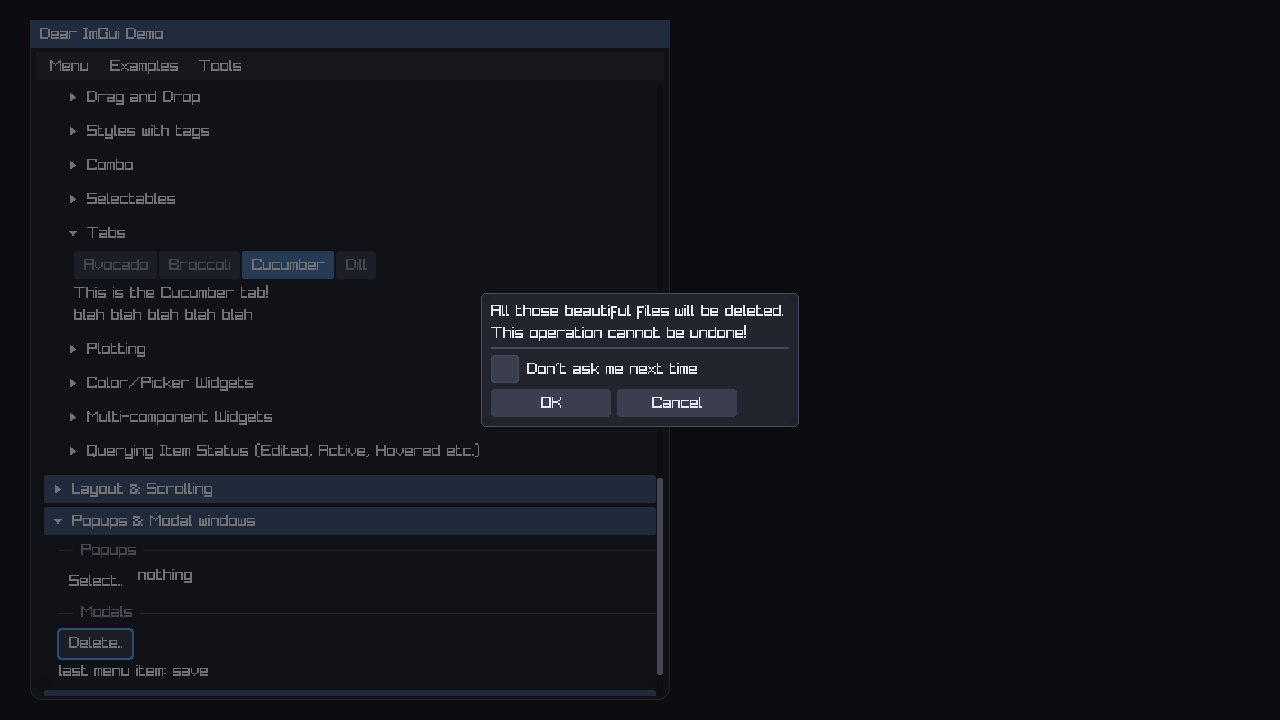 Dear ImGui Demo
Menu Examples Tools
Drag and Drop
Styles with tags
Combo
Selectables
Tabs
Avocado Broccoli Cucumber Dill
This is the Cucumber tab!
blah blah blah blah blah
Plotting
Color/Picker Widgets
Multi-component Widgets
Querying Item Status (Edited, Active, Hovered etc.)
Layout & Scrolling
Popups & Modal windows
Popups
Select.. nothing
Modals
Delete..
last menu item: save
All those beautiful files will be deleted.
This operation cannot be undone!
Don't ask me next time
OK Cancel